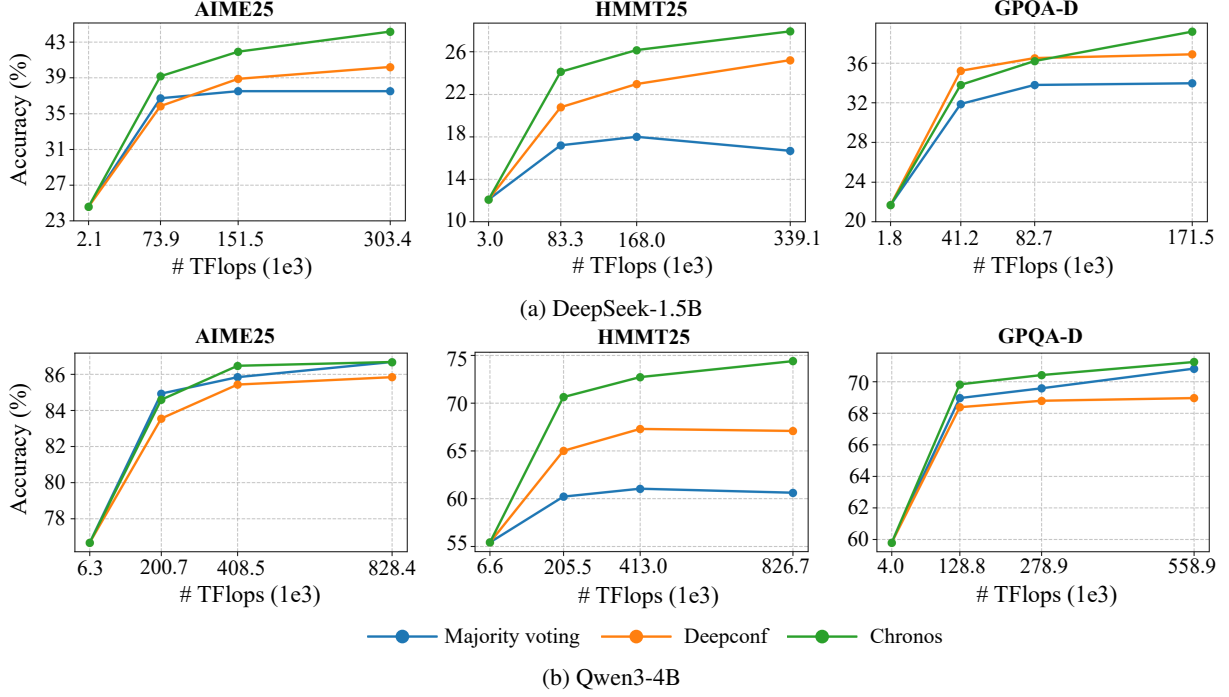 AIME25
HMMT25
GPQA-D
Accuracy (%)
43
39
35
31
27
23
2.1 73.9 151.5 303.4
# TFlops (1e3)
26
22
18
14
10
3.0 83.3 168.0 339.1
# TFlops (1e3)
36
32
28
24
20
1.8 41.2 82.7 171.5
# TFlops (1e3)
(a) DeepSeek-1.5B
AIME25
HMMT25
GPQA-D
Accuracy (%)
86
84
82
80
78
6.3 200.7 408.5 828.4
# TFlops (1e3)
75
70
65
60
55
6.6 205.5 413.0 826.7
# TFlops (1e3)
70
68
66
64
62
60
4.0 128.8 278.9 558.9
# TFlops (1e3)
Majority voting Deepconf Chronos
(b) Qwen3-4B